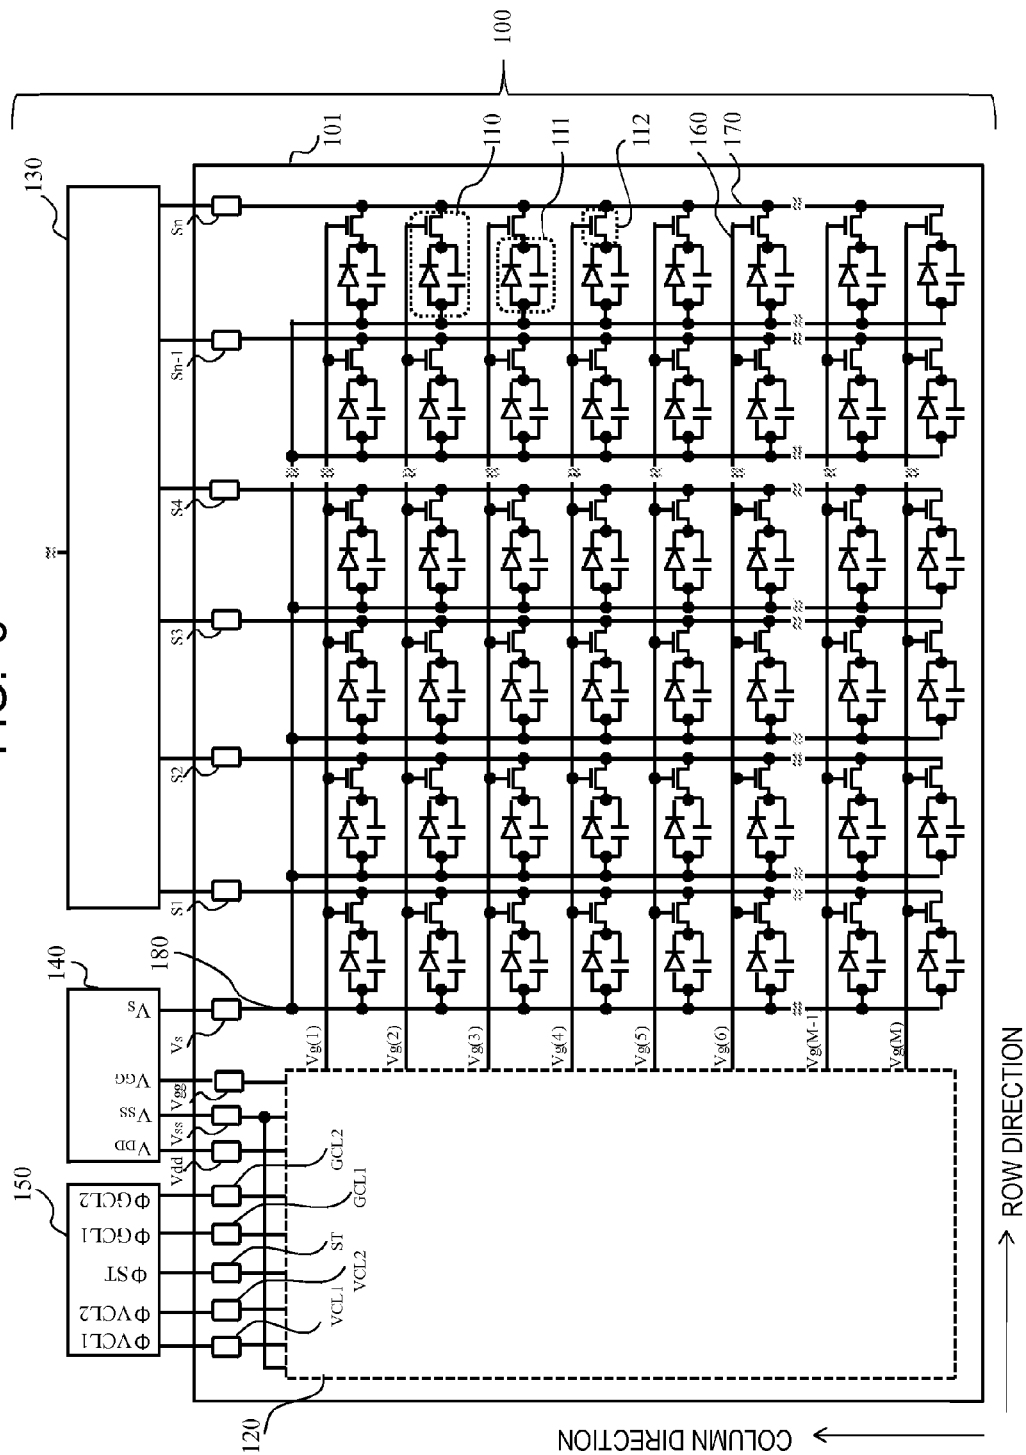 FIG.
100
130
101
110
111
112
160
170
Sn
Sn-1
S4
S3
S2
S1
140
180
VS
VGG
VSS
VDD
Vs
Vgg
Vss
Vdd
150
ΦGCL2
ΦGCL1
ΦST
ΦVCL2
ΦVCL1
GCL2
GCL1
ST
VCL2
VCL1
Vg(1)
Vg(2)
Vg(3)
Vg(4)
Vg(5)
Vg(6)
Vg(M-1)
Vg(M)
120
ROW DIRECTION
COLUMN DIRECTION